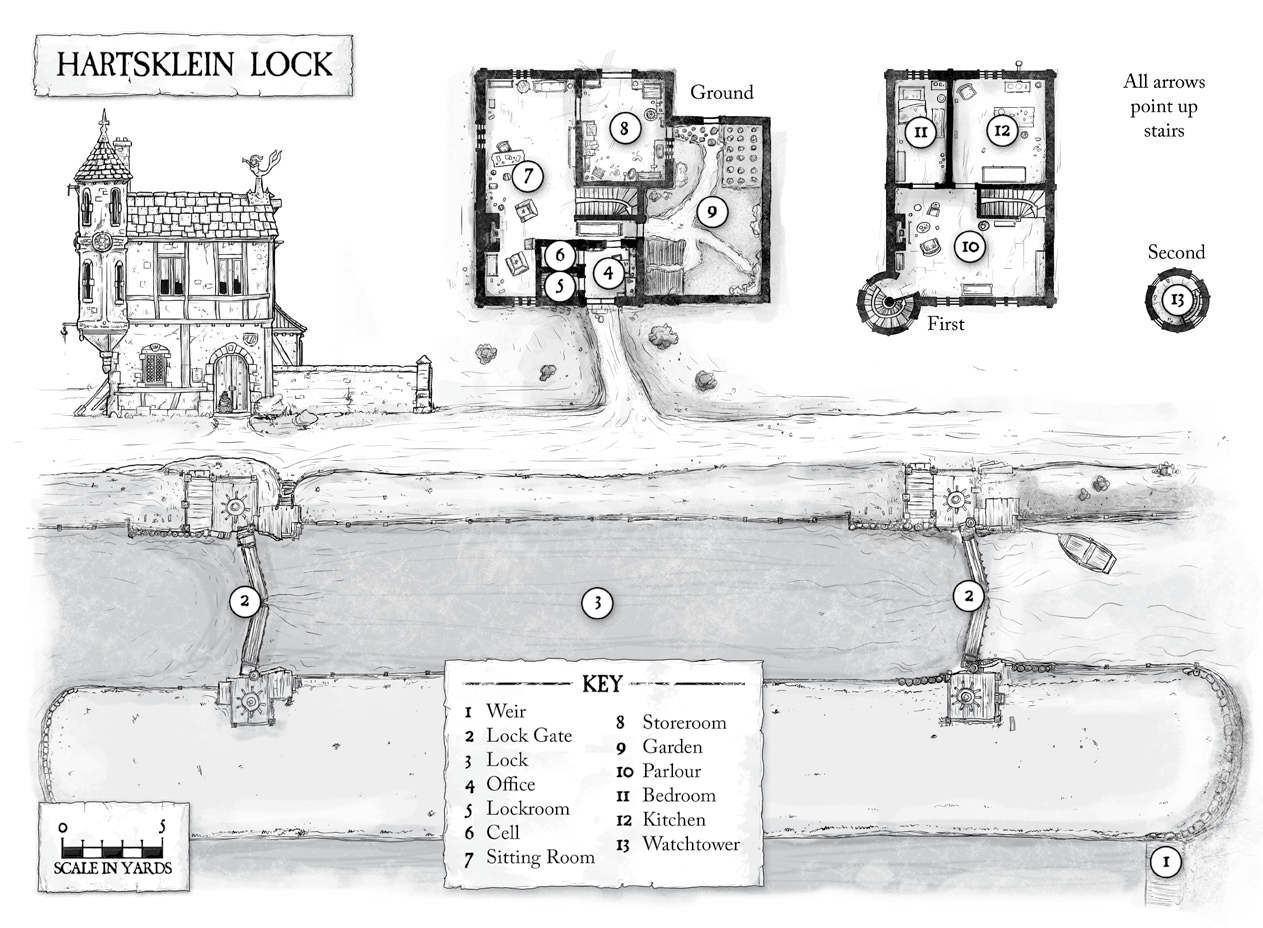 HARTSKLEIN LOCK
Ground
All arrows
point up
stairs
8
7
9
6
5
4
11
12
10
First
Second
13
2
3
2
KEY
1 Weir
2 Lock Gate
3 Lock
4 Office
5 Lockroom
6 Cell
7 Sitting Room
8 Storeroom
9 Garden
10 Parlour
11 Bedroom
12 Kitchen
13 Watchtower
0 5
SCALE IN YARDS
1